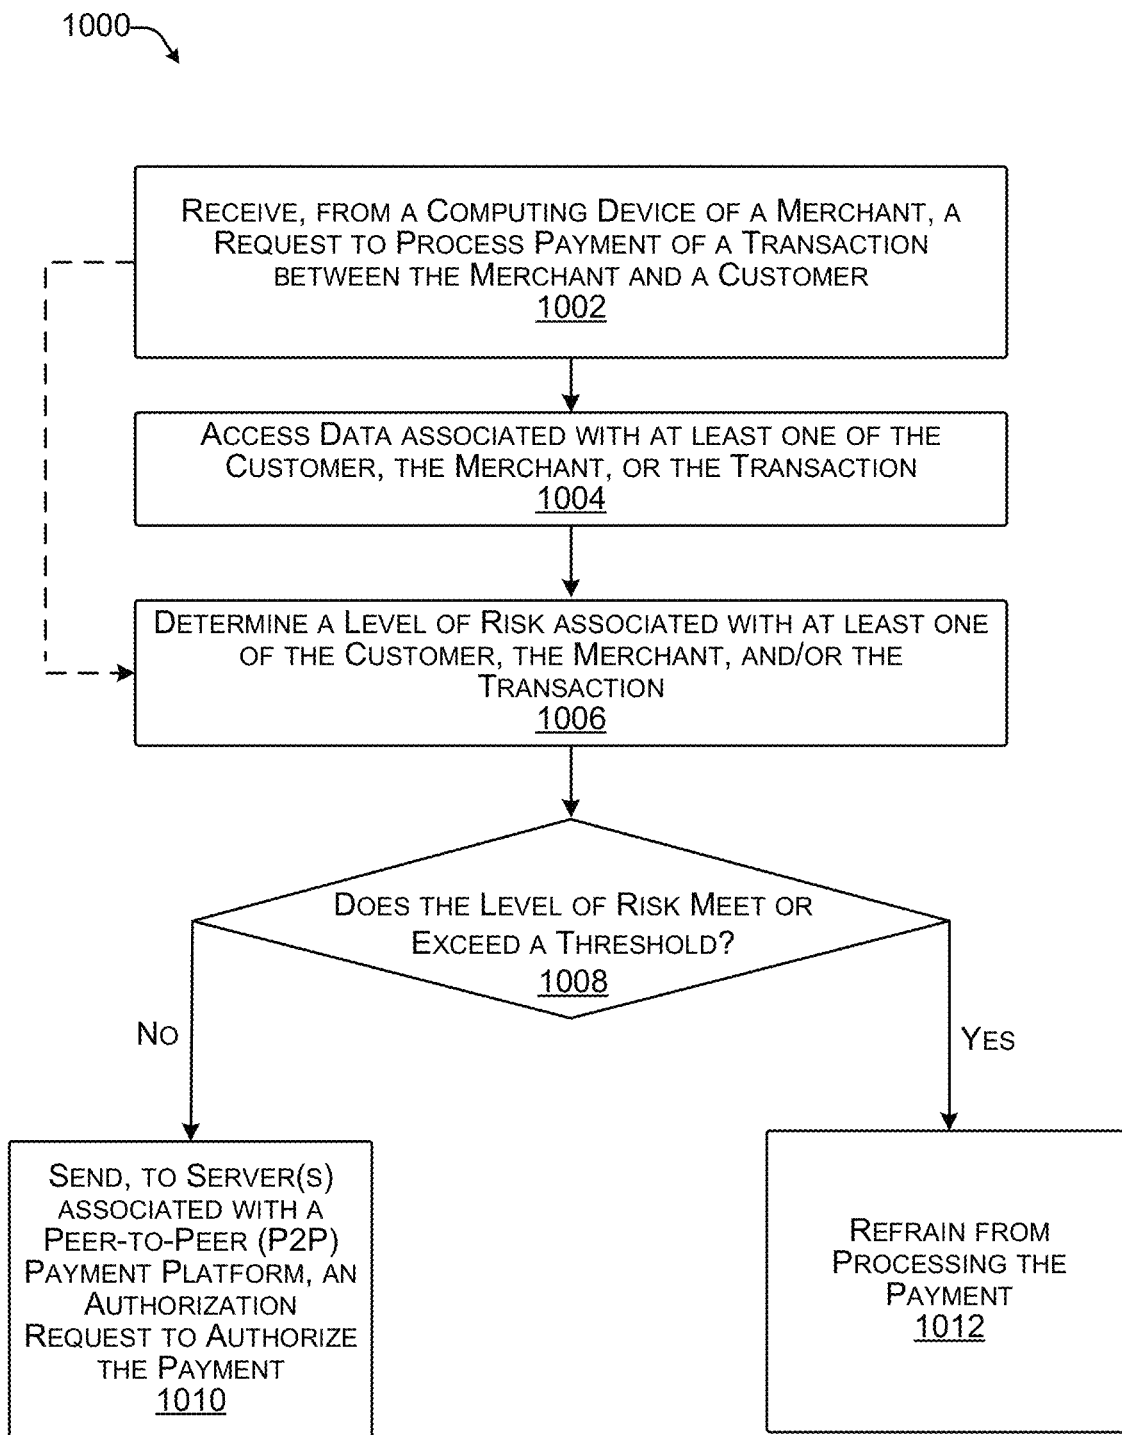 1000
RECEIVE, FROM A COMPUTING DEVICE OF A MERCHANT, A
REQUEST TO PROCESS PAYMENT OF A TRANSACTION
BETWEEN THE MERCHANT AND A CUSTOMER
1002
ACCESS DATA ASSOCIATED WITH AT LEAST ONE OF THE
CUSTOMER, THE MERCHANT, OR THE TRANSACTION
1004
DETERMINE A LEVEL OF RISK ASSOCIATED WITH AT LEAST ONE
OF THE CUSTOMER, THE MERCHANT, AND/OR THE
TRANSACTION
1006
DOES THE LEVEL OF RISK MEET OR
EXCEED A THRESHOLD?
1008
NO
YES
SEND, TO SERVER(S)
ASSOCIATED WITH A
PEER-TO-PEER (P2P)
PAYMENT PLATFORM, AN
AUTHORIZATION
REQUEST TO AUTHORIZE
THE PAYMENT
1010
REFRAIN FROM
PROCESSING THE
PAYMENT
1012